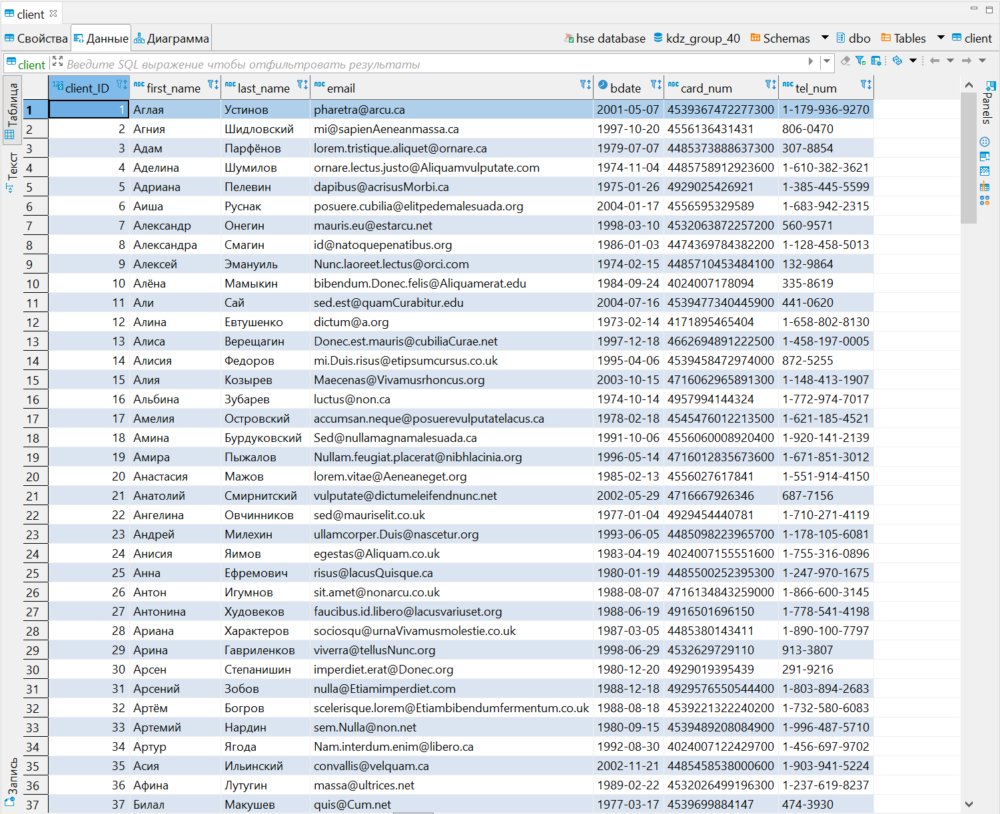 client
Свойства Данные Диаграмма hse database kdz_group_40 Schemas dbo Tables client
client Введите SQL выражение чтобы отфильтровать результаты
Таблица
Текст
Запись
Panels
123 client_ID ABC first_name ABC last_name ABC email bdate ABC card_num ABC tel_num
1 1 Аглая Устинов pharetra@arcu.ca 2001-05-07 4539367472277300 1-179-936-9270
2 2 Агния Шидловский mi@sapienAeneanmassa.ca 1997-10-20 4556136431431 806-0470
3 3 Адам Парфёнов lorem.tristique.aliquet@ornare.ca 1979-07-07 4485373888637300 307-8854
4 4 Аделина Шумилов ornare.lectus.justo@Aliquamvulputate.com 1974-11-04 4485758912923600 1-610-382-3621
5 5 Адриана Пелевин dapibus@acrisusMorbi.ca 1975-01-26 4929025426921 1-385-445-5599
6 6 Аиша Руснак posuere.cubilia@elitpedemalesuada.org 2004-01-17 4556595329589 1-683-942-2315
7 7 Александр Онегин mauris.eu@estarcu.net 1998-03-10 4532063872257200 560-9571
8 8 Александра Смагин id@natoquepenatibus.org 1986-01-03 4474369784382200 1-128-458-5013
9 9 Алексей Эмануиль Nunc.laoreet.lectus@orci.com 1974-02-15 4485710453484100 132-9864
10 10 Алёна Мамыкин bibendum.Donec.felis@Aliquamerat.edu 1984-09-24 4024007178094 335-8619
11 11 Али Сай sed.est@quamCurabitur.edu 2004-07-16 4539477340445900 441-0620
12 12 Алина Евтушенко dictum@a.org 1973-02-14 4171895465404 1-658-802-8130
13 13 Алиса Верещагин Donec.est.mauris@cubiliaCurae.net 1997-12-18 4662694891222500 1-458-197-0005
14 14 Алисия Федоров mi.Duis.risus@etipsumcursus.co.uk 1995-04-06 4539458472974000 872-5255
15 15 Алия Козырев Maecenas@Vivamusrhoncus.org 2003-10-15 4716062965891300 1-148-413-1907
16 16 Альбина Зубарев luctus@non.ca 1974-10-14 4957994144324 1-772-974-7017
17 17 Амелия Островский accumsan.neque@posuerevulputatelacus.ca 1978-02-18 4545476012213500 1-621-185-4521
18 18 Амина Бурдуковский Sed@nullamagnamalesuada.ca 1991-10-06 4556060008920400 1-920-141-2139
19 19 Амира Пыжалов Nullam.feugiat.placerat@nibhlacinia.org 1996-05-14 4716012835673600 1-671-851-3012
20 20 Анастасия Мажов lorem.vitae@Aeneaneget.org 1985-02-13 4556027617841 1-551-914-4150
21 21 Анатолий Смирнитский vulputate@dictumeleifendnunc.net 2002-05-29 4716667926346 687-7156
22 22 Ангелина Овчинников sed@mauriselit.co.uk 1977-01-04 4929454440781 1-710-271-4119
23 23 Андрей Милехин ullamcorper.Duis@nascetur.org 1993-06-05 4485098223965700 1-178-105-6081
24 24 Анисия Яимов egestas@Aliquam.co.uk 1983-04-19 4024007155551600 1-755-316-0896
25 25 Анна Ефремович risus@lacusQuisque.ca 1980-01-19 4485500252395300 1-247-970-1675
26 26 Антон Игумнов sit.amet@nonarcu.co.uk 1988-08-07 4716134843259000 1-866-600-3145
27 27 Антонина Худовеков faucibus.id.libero@lacusvariuset.org 1988-06-19 4916501696150 1-778-541-4198
28 28 Ариана Характеров sociosqu@urnaVivamusmolestie.co.uk 1987-03-05 4485380143411 1-890-100-7797
29 29 Арина Гавриленков viverra@tellusNunc.org 1998-06-29 4532629729110 913-3807
30 30 Арсен Степанишин imperdiet.erat@Donec.org 1980-12-20 4929019395439 291-9216
31 31 Арсений Зобов nulla@Etiamimperdiet.com 1988-12-18 4929576550544400 1-803-894-2683
32 32 Артём Богров scelerisque.lorem@Etiambibendumfermentum.co.uk 1988-08-18 4539221322240200 1-732-580-6083
33 33 Артемий Нардин sem.Nulla@non.net 1980-09-15 4539489208084900 1-996-487-5710
34 34 Артур Ягода Nam.interdum.enim@libero.ca 1992-08-30 4024007122429700 1-456-697-9702
35 35 Асия Ильинский convallis@velquam.ca 2002-11-21 4485458538000600 1-903-941-5224
36 36 Афина Лутугин massa@ultrices.net 1989-02-22 4532026499196300 1-237-619-8237
37 37 Билал Макушев quis@Cum.net 1977-03-17 4539699884147 474-3930